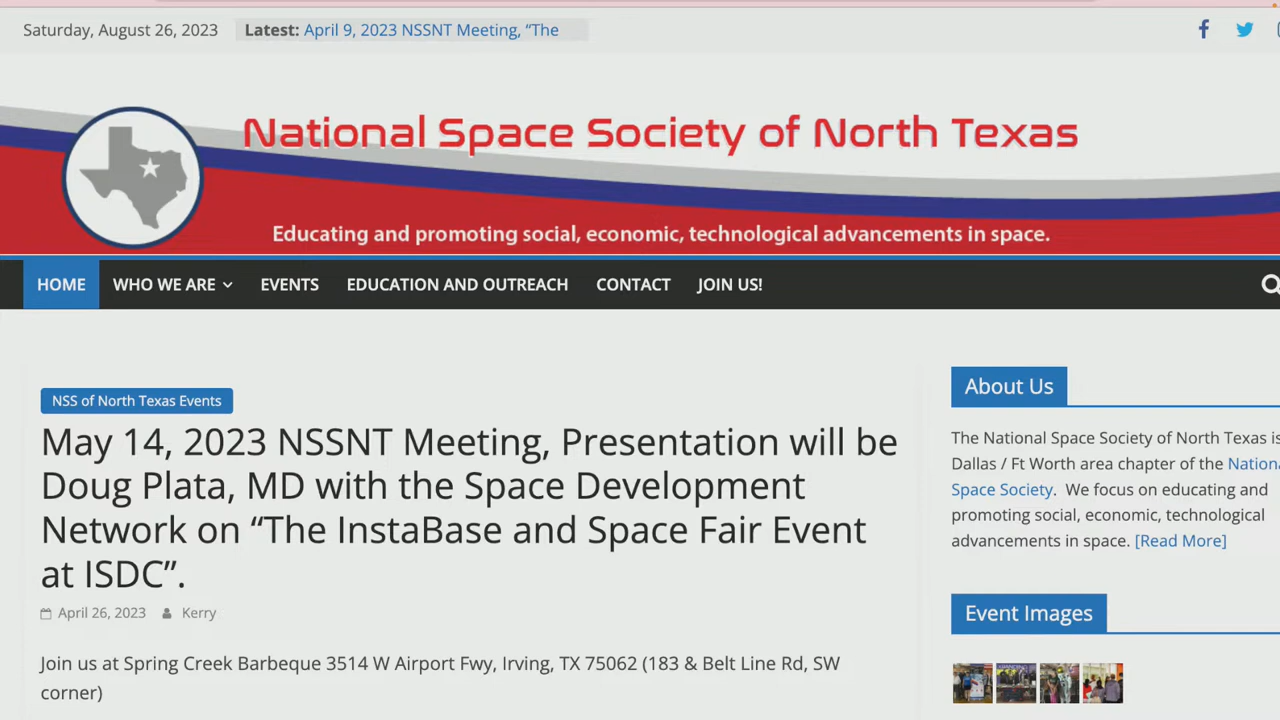 Saturday, August 26, 2023
Latest: April 9, 2023 NSSNT Meeting, “The
National Space Society of North Texas
Educating and promoting social, economic, technological advancements in space.
HOME WHO WE ARE EVENTS EDUCATION AND OUTREACH CONTACT JOIN US!
NSS of North Texas Events
May 14, 2023 NSSNT Meeting, Presentation will be
Doug Plata, MD with the Space Development
Network on “The InstaBase and Space Fair Event
at ISDC”.
April 26, 2023 Kerry
Join us at Spring Creek Barbeque 3514 W Airport Fwy, Irving, TX 75062 (183 & Belt Line Rd, SW
corner)
About Us
The National Space Society of North Texas is
Dallas / Ft Worth area chapter of the Nationa
Space Society. We focus on educating and
promoting social, economic, technological
advancements in space. [Read More]
Event Images